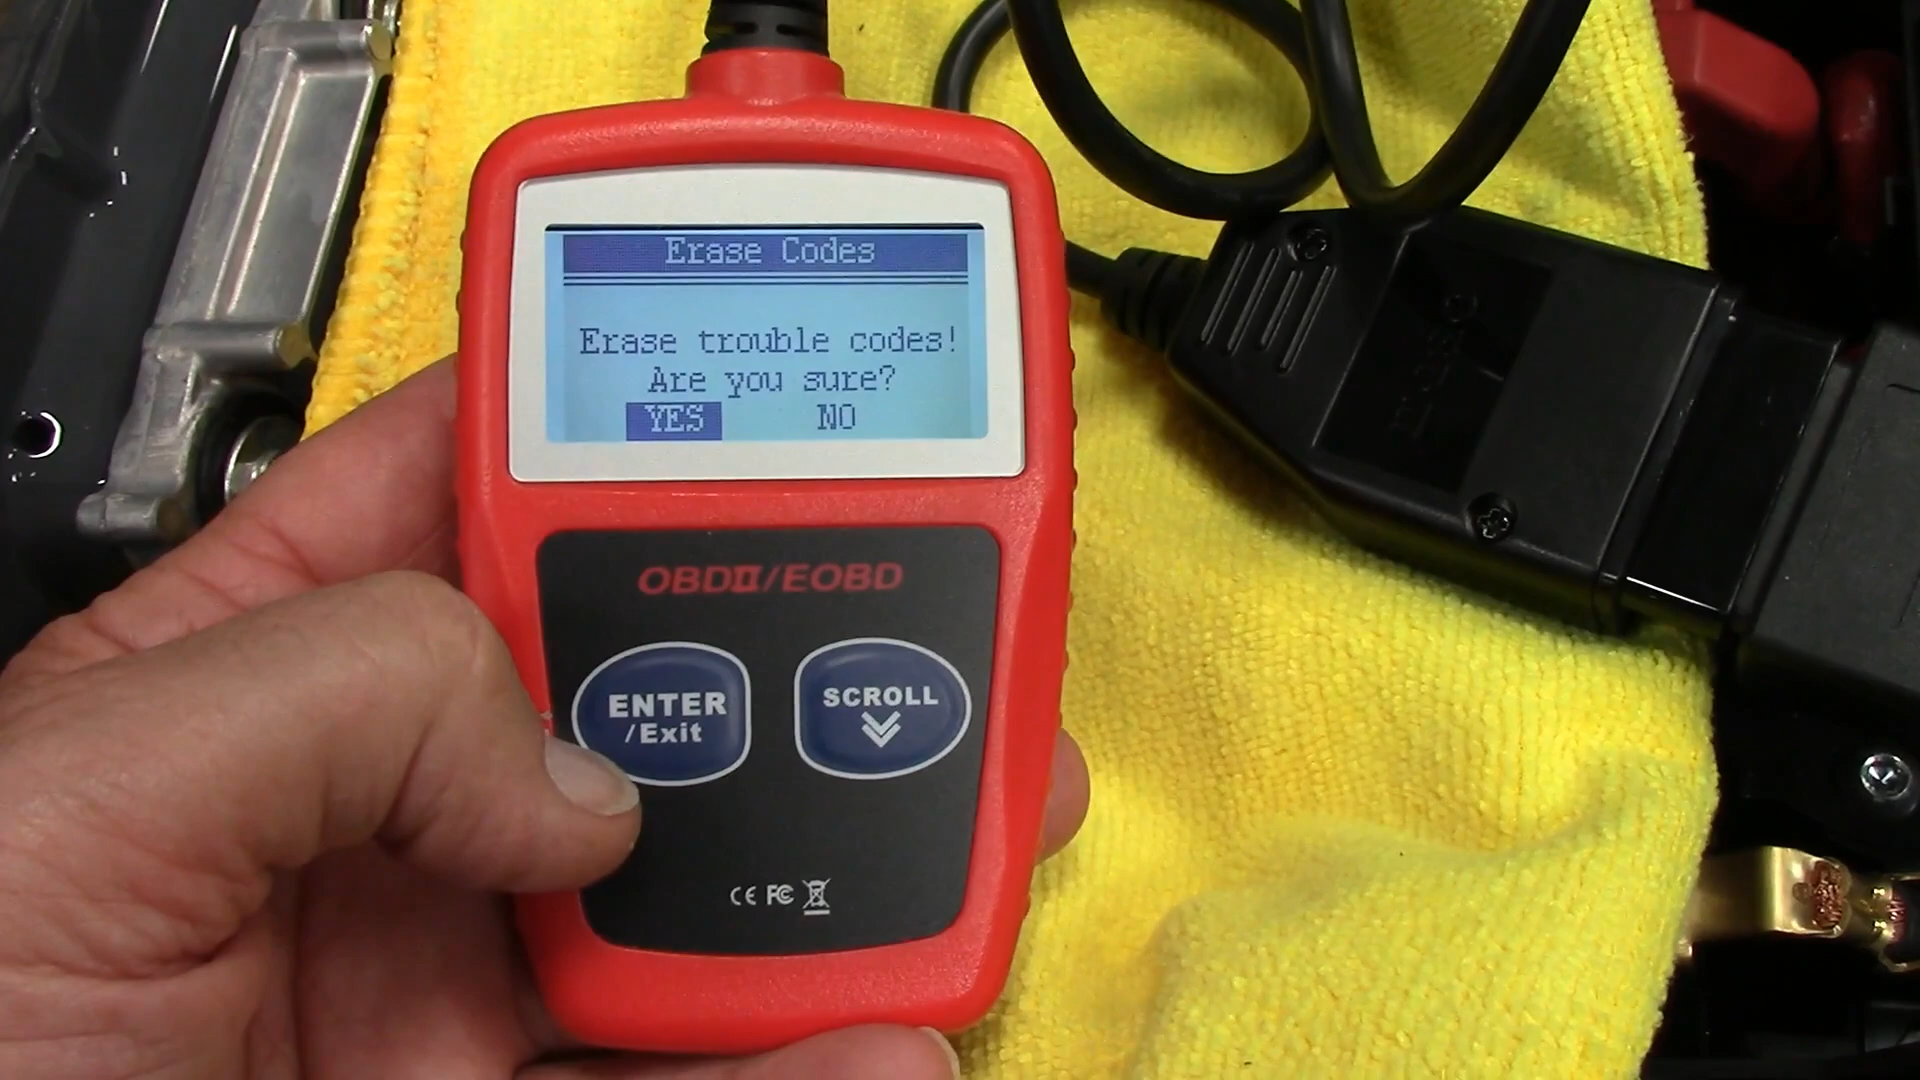 Erase Codes
Erase trouble codes!
Are you sure?
YES NO
OBDII/EOBD
ENTER
/Exit
SCROLL
CE FC